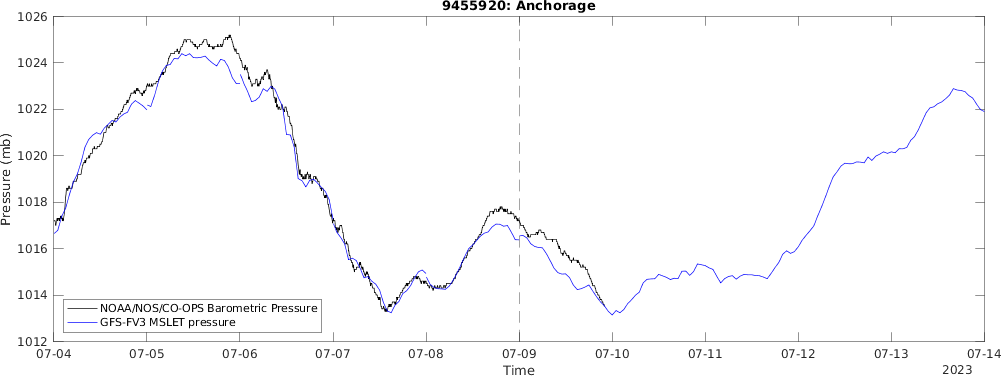 9455920: Anchorage
1026
1024
1022
1020
1018
1016
1014
1012
Pressure (mb)
NOAA/NOS/CO-OPS Barometric Pressure
GFS-FV3 MSLET pressure
07-04 07-05 07-06 07-07 07-08 07-09 07-10 07-11 07-12 07-13 07-14
Time
2023